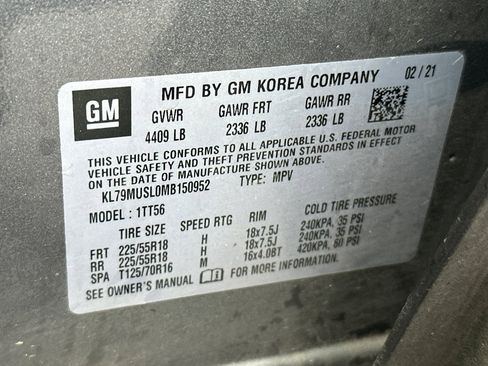 MFD BY GM KOREA COMPANY 02/21
GM
GVWR GAWR FRT GAWR RR
4409 LB 2336 LB 2336 LB
THIS VEHICLE CONFORMS TO ALL APPLICABLE U.S. FEDERAL MOTOR
VEHICLE SAFETY AND THEFT PREVENTION STANDARDS IN EFFECT
ON THE DATE OF MANUFACTURE SHOWN ABOVE.
KL79MUSL0MB150952 TYPE: MPV
MODEL: 1TT56
TIRE SIZE SPEED RTG RIM COLD TIRE PRESSURE
FRT 225/55R18 H 18x7.5J 240KPA, 35 PSI
RR 225/55R18 H 18x7.5J 240KPA, 35 PSI
SPA T125/70R16 M 16x4.0BT 420KPA, 60 PSI
SEE OWNER'S MANUAL FOR MORE INFORMATION.